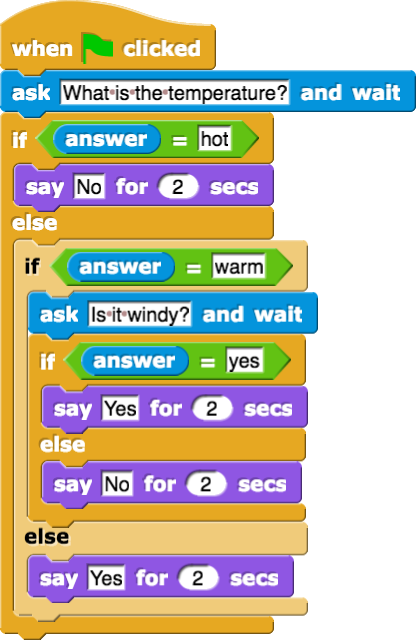 when clicked
ask What is the temperature? and wait
if answer = hot
say No for 2 secs
else
if answer = warm
ask Is it windy? and wait
if answer = yes
say Yes for 2 secs
else
say No for 2 secs
else
say Yes for 2 secs